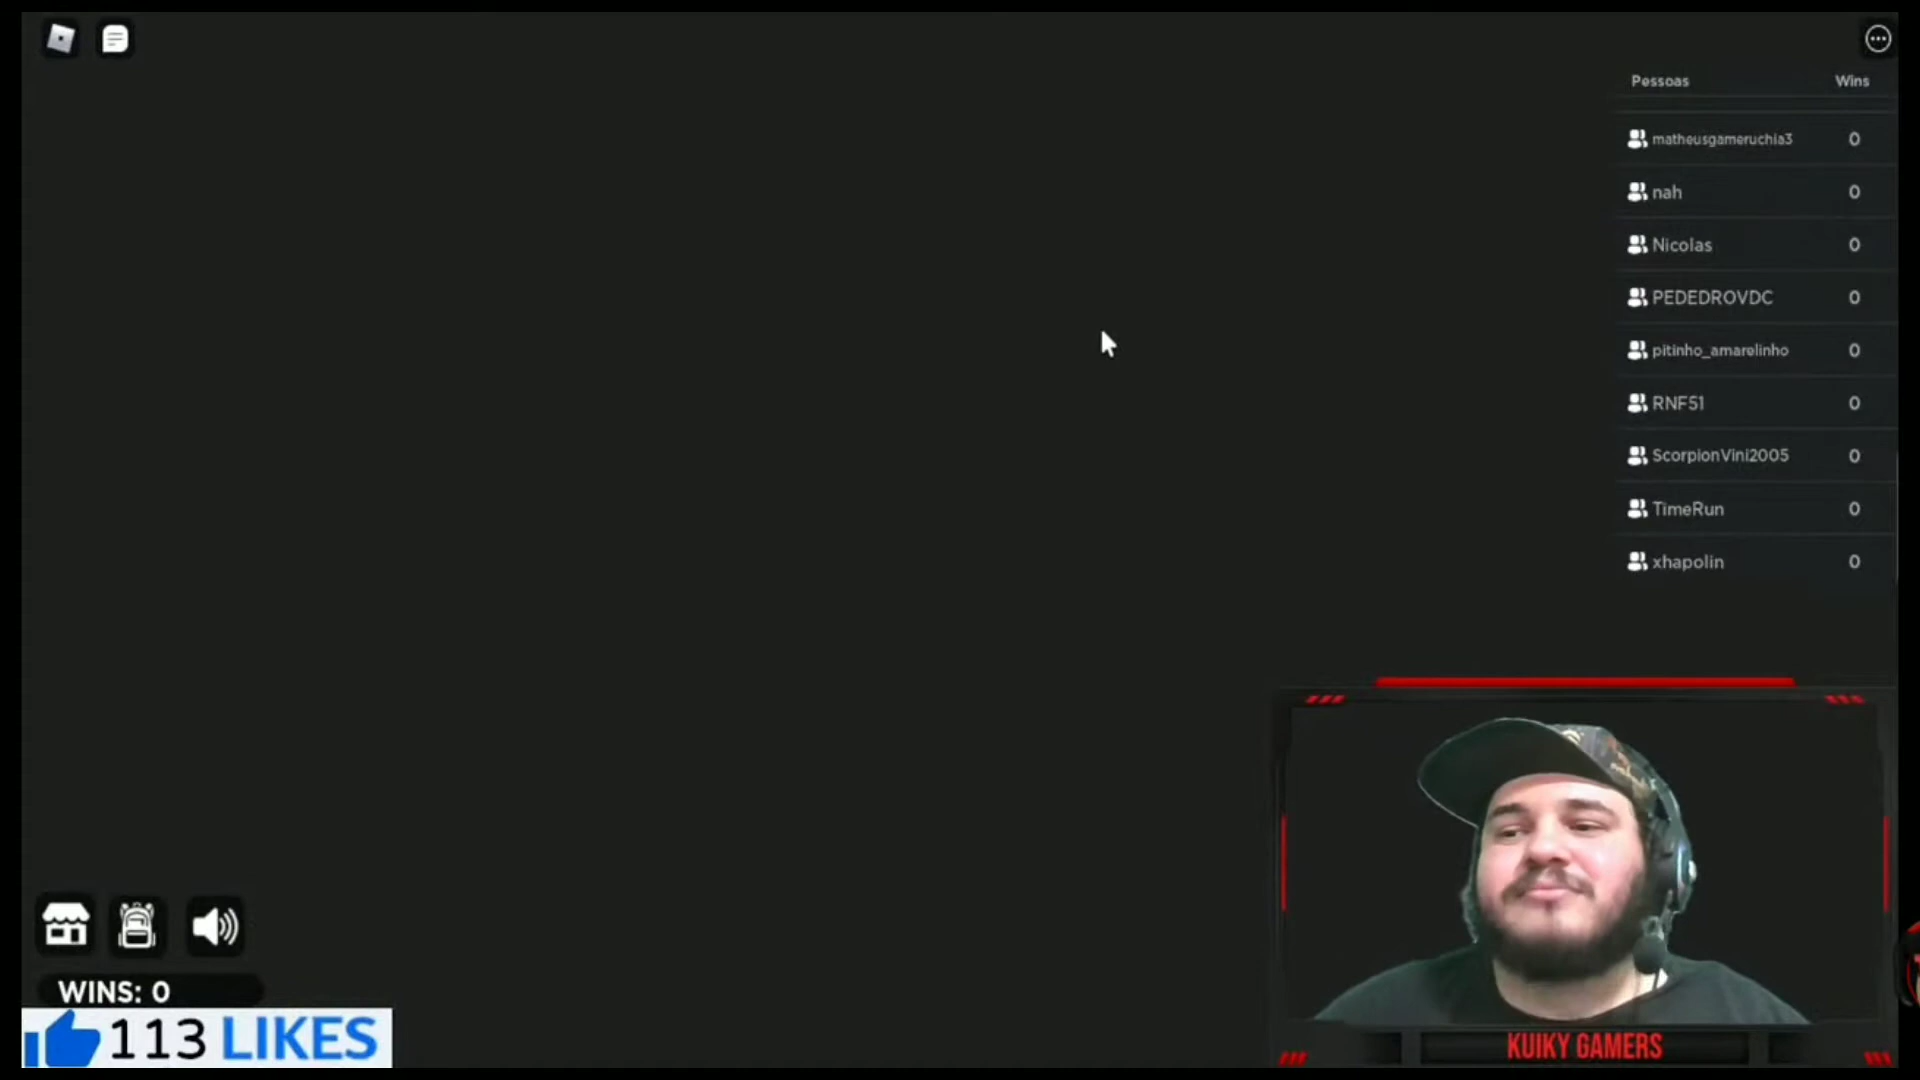 Pessoas Wins
matheusgameruchia3 0
nah 0
Nicolas 0
PEDEDROVDC 0
pitinho_amarelinho 0
RNF51 0
ScorpionVini2005 0
TimeRun 0
xhapolin 0
WINS: 0
113 LIKES
KUIKY GAMERS